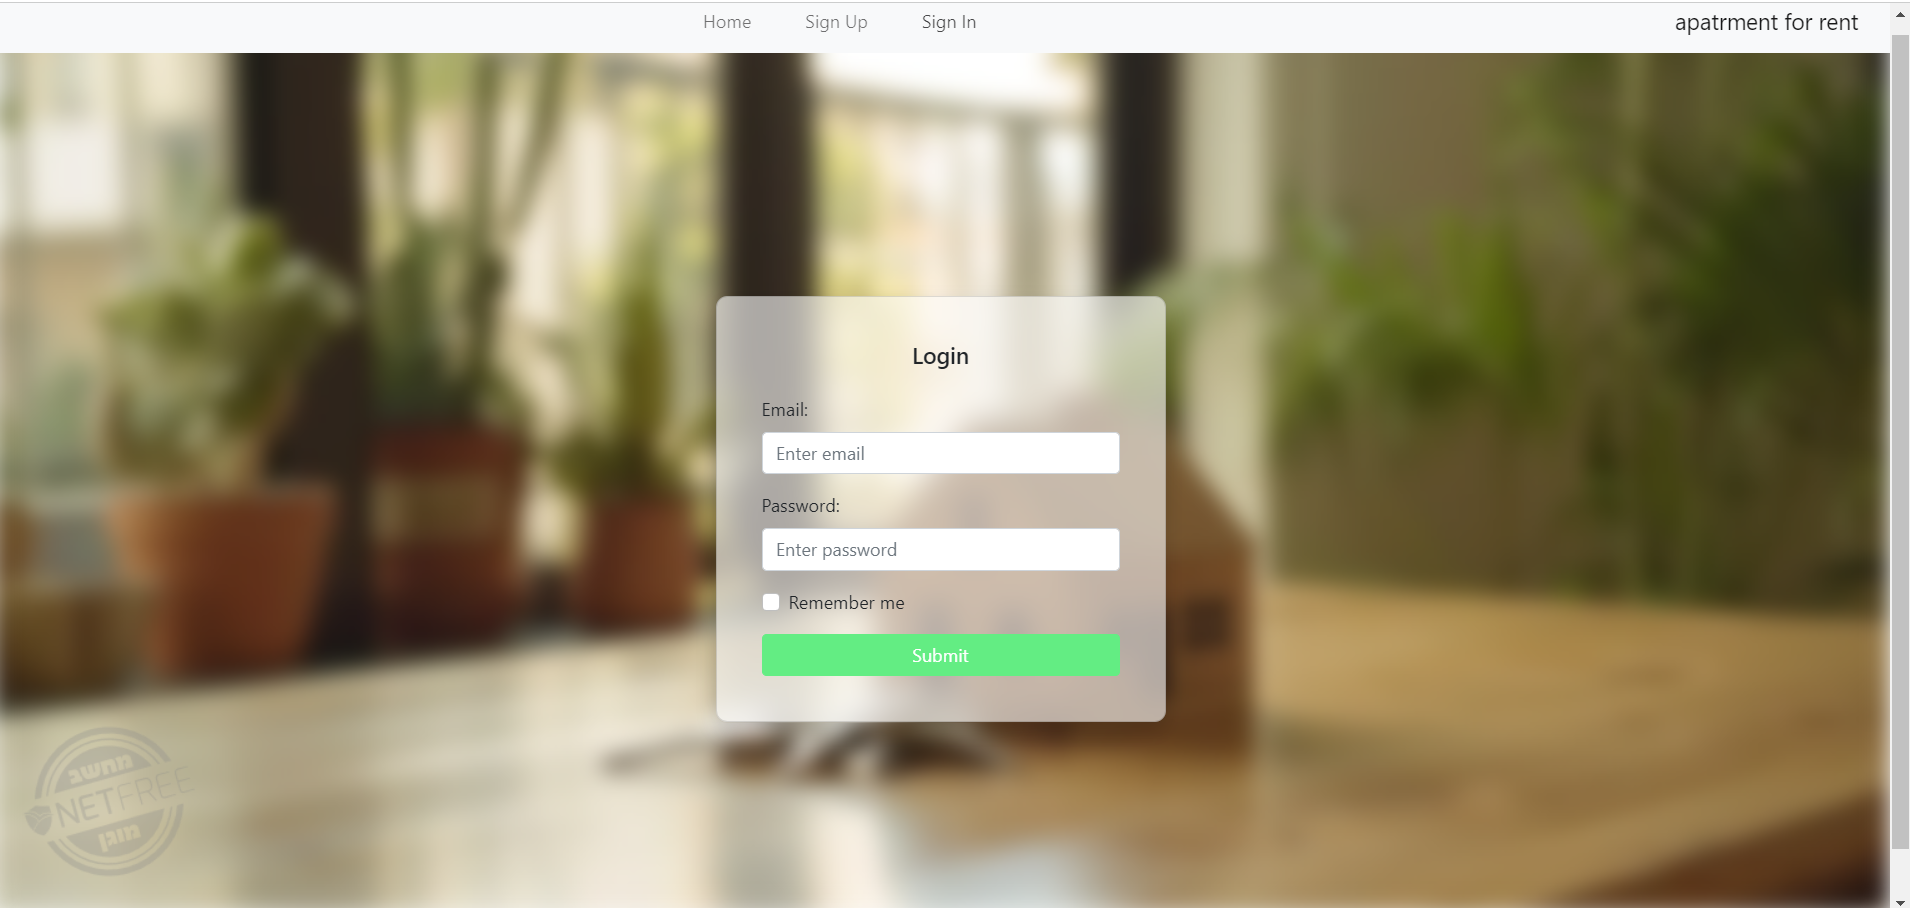 Home Sign Up Sign In apatrment for rent
Login
Email:
Enter email
Password:
Enter password
Remember me
Submit
מחשב
NETFREE
מוגן